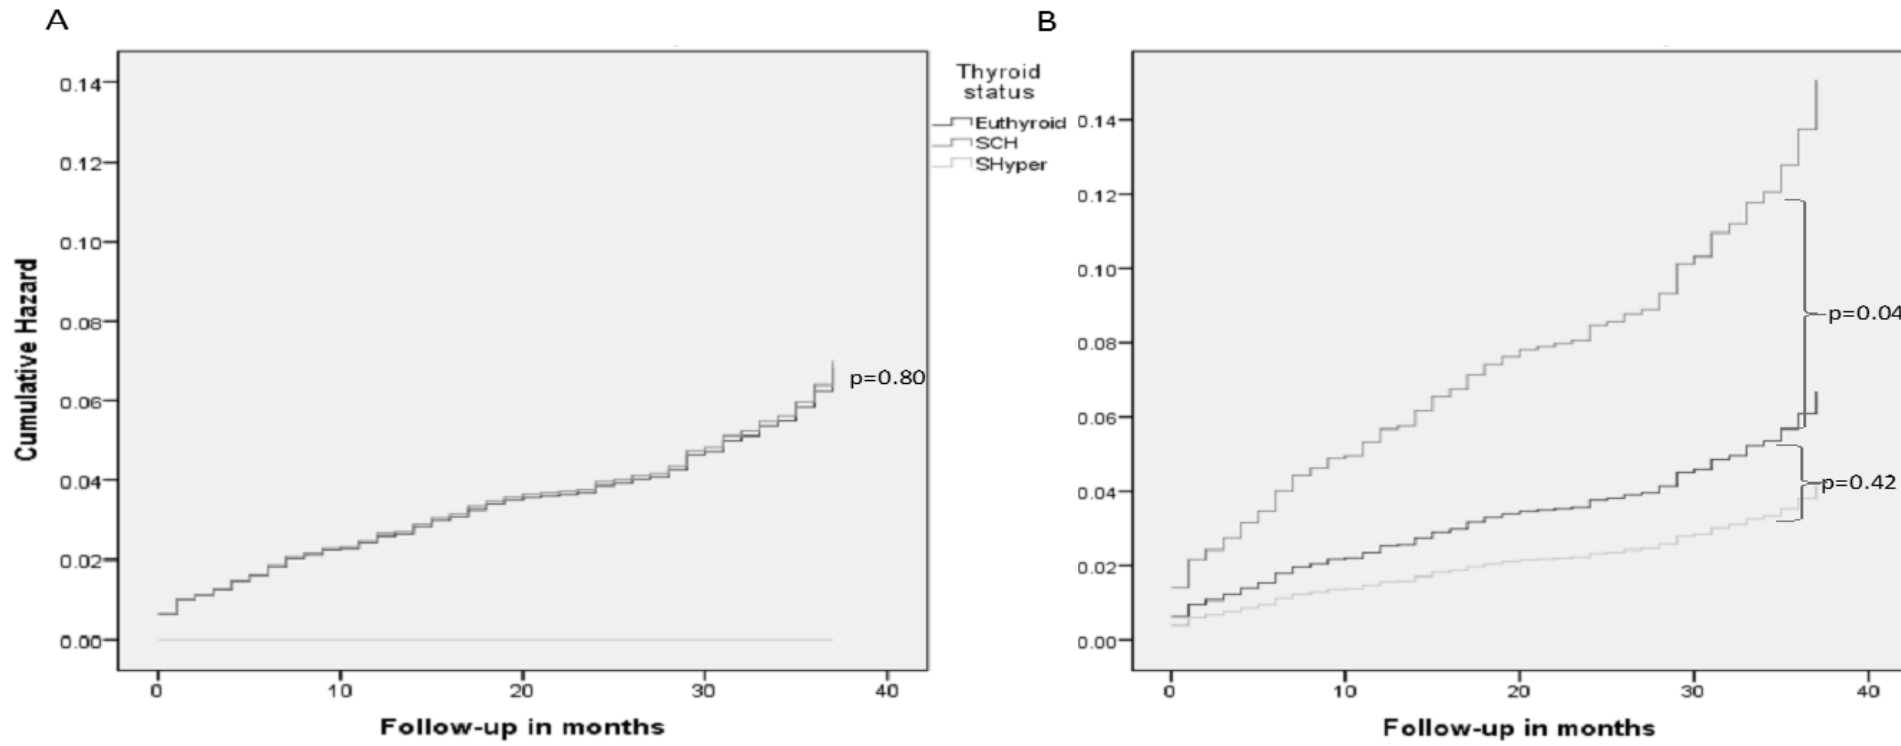 A
B
Thyroid
status
Euthyroid
SCH
SHyper
Cumulative Hazard
0.14
0.12
0.10
0.08
0.06
0.04
0.02
0.00
p=0.80
0 10 20 30 40
Follow-up in months
0.14
0.12
0.10
0.08
0.06
0.04
0.02
0.00
p=0.04
p=0.42
0 10 20 30 40
Follow-up in months